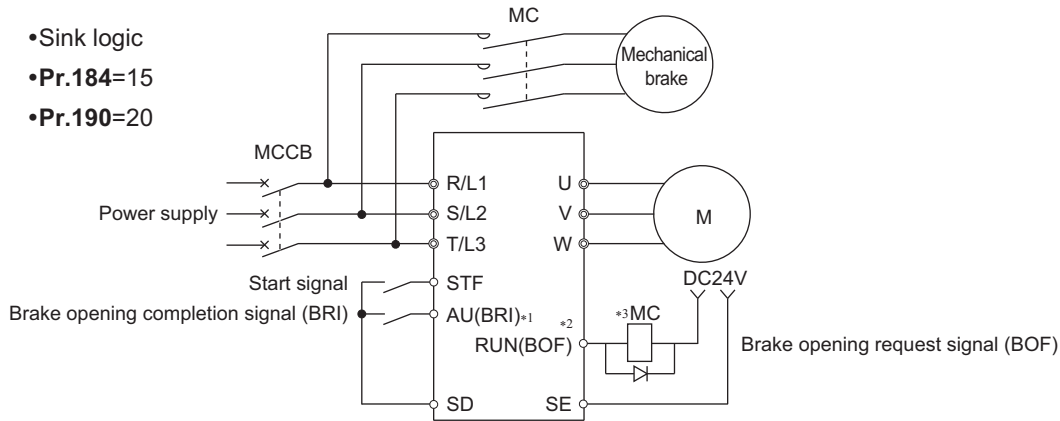 MC
•Sink logic
•Pr.184=15
•Pr.190=20
Mechanical
brake
MCCB
R/L1
U
Power supply
S/L2
V
M
T/L3
W
DC24V
Start signal
STF
Brake opening completion signal (BRI)
AU(BRI)*1
*2
*3MC
RUN(BOF)
Brake opening request signal (BOF)
SD
SE